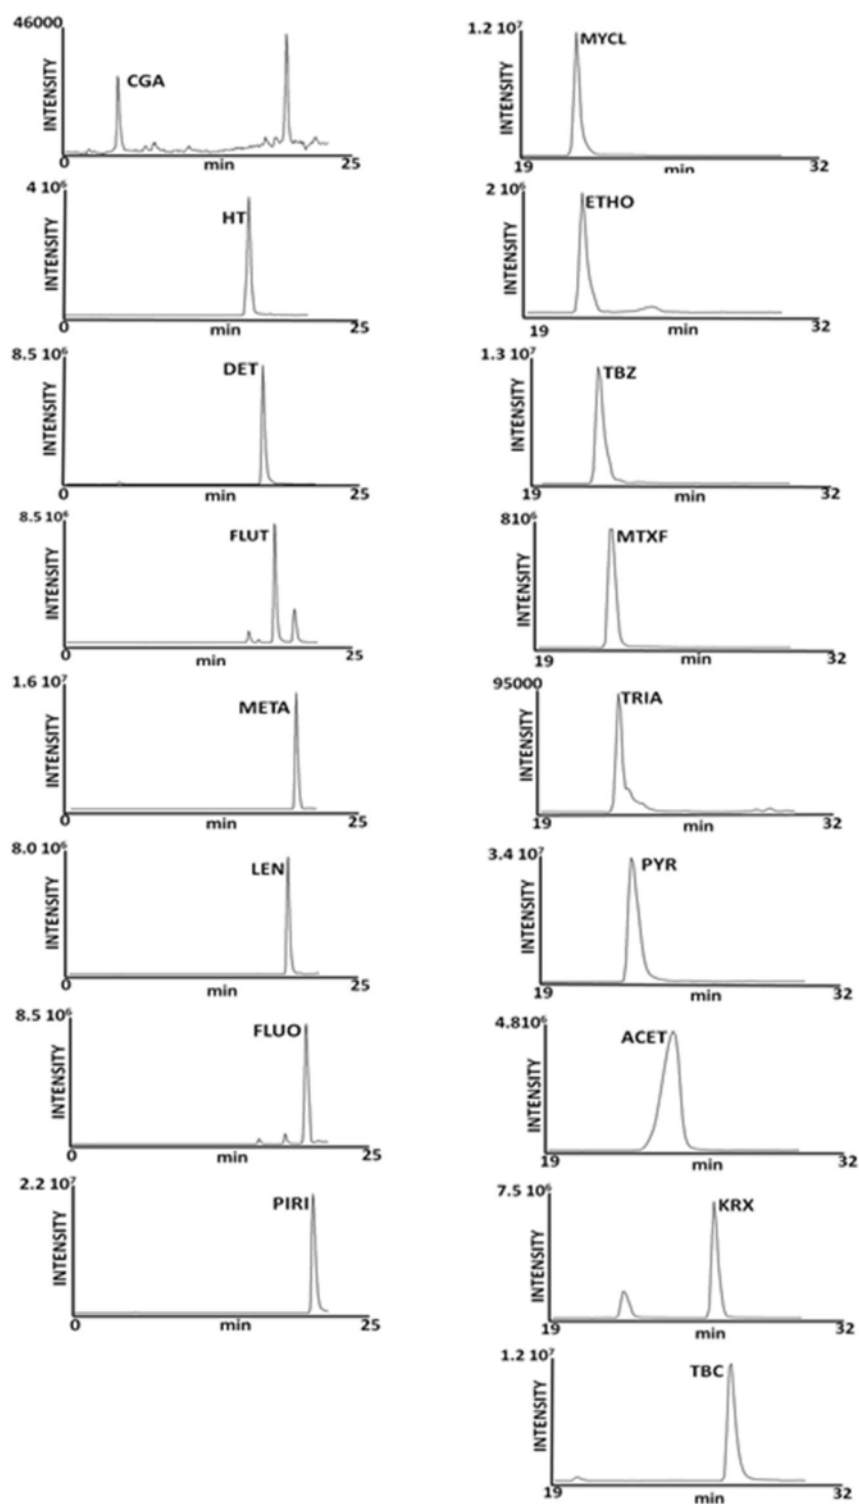 46000
INTENSITY
CGA
0 min 25
4 10⁶
INTENSITY
HT
0 min 25
8.5 10⁶
INTENSITY
DET
0 min 25
8.5 10⁶
INTENSITY
FLUT
0 min 25
1.6 10⁷
INTENSITY
META
0 min 25
8.0 10⁶
INTENSITY
LEN
0 min 25
8.5 10⁶
INTENSITY
FLUO
0 min 25
2.2 10⁷
INTENSITY
PIRI
0 min 25
1.2 10⁷
INTENSITY
MYCL
19 min 32
2 10⁶
INTENSITY
ETHO
19 min 32
1.3 10⁷
INTENSITY
TBZ
19 min 32
810⁶
INTENSITY
MTXF
19 min 32
95000
INTENSITY
TRIA
19 min 32
3.4 10⁷
INTENSITY
PYR
19 min 32
4.810⁶
INTENSITY
ACET
19 min 32
7.5 10⁶
INTENSITY
KRX
19 min 32
1.2 10⁷
INTENSITY
TBC
19 min 32